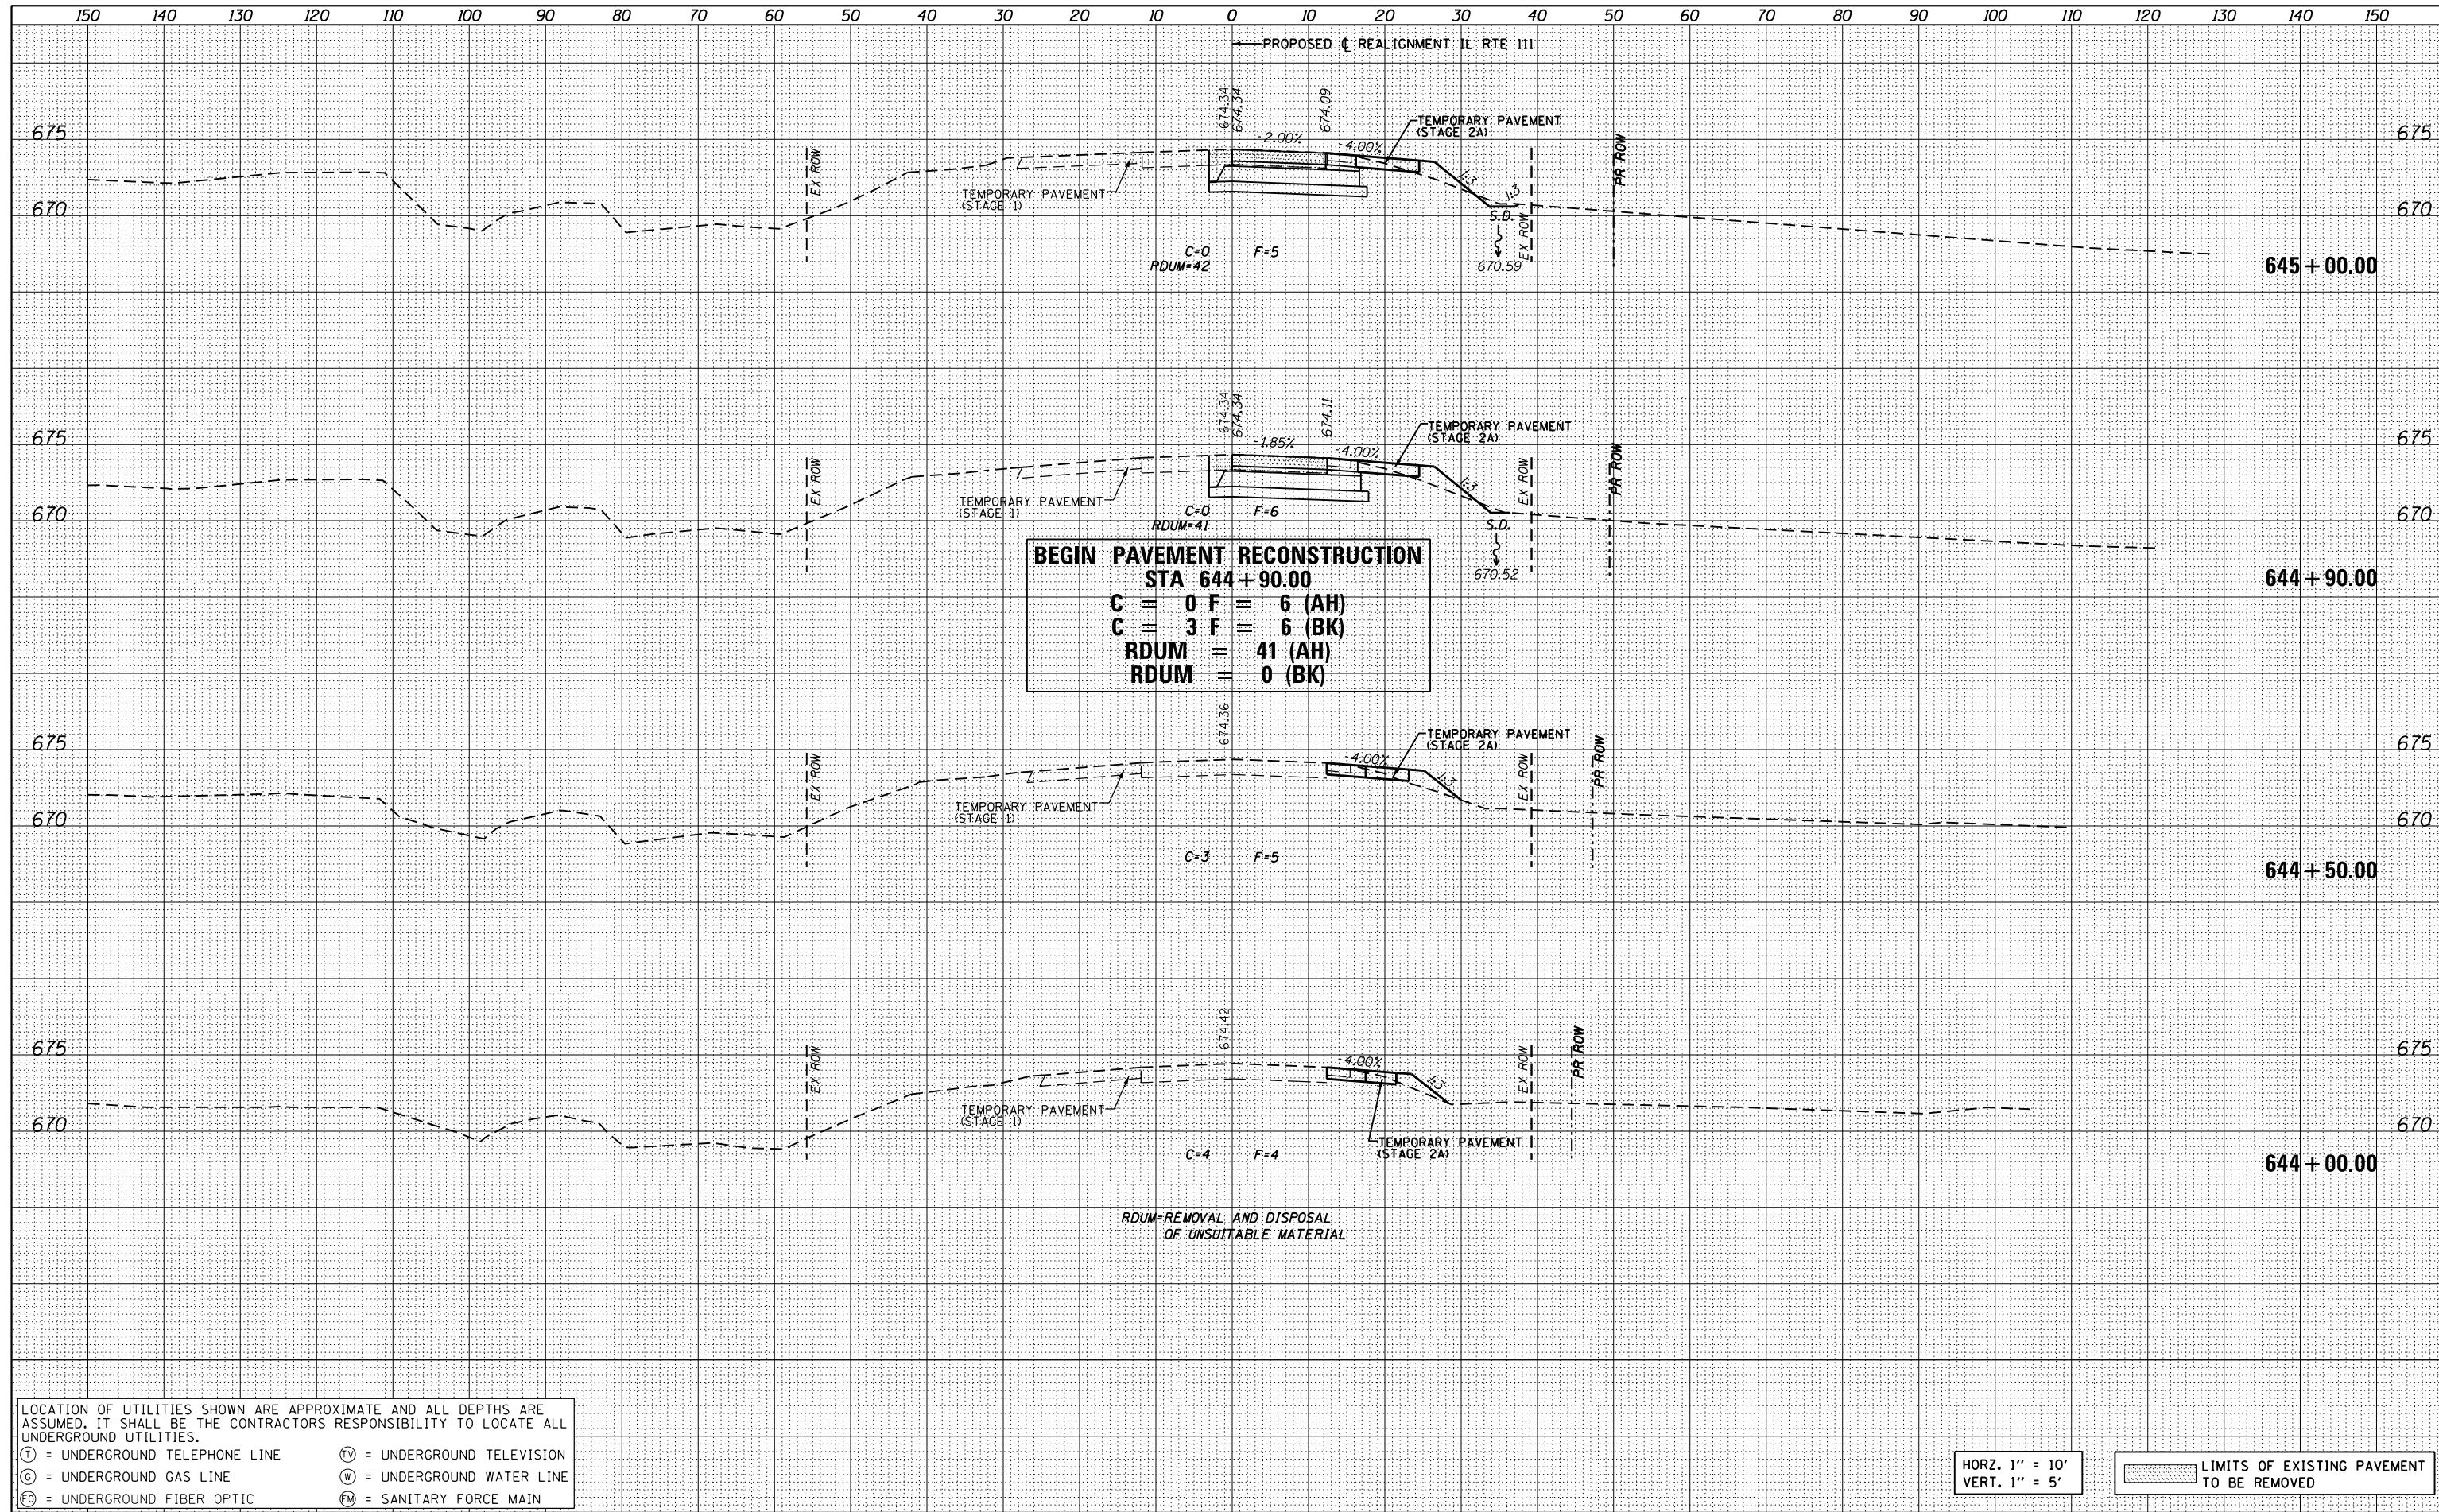 150 140 130 120 110 100 90 80 70 60 50 40 30 20 10 0 10 20 30 40 50 60 70 80 90 100 110 120 130 140 150
PROPOSED ℄ REALIGNMENT IL RTE 111
674.34
674.34
674.09
675
-2.00%
-4.00%
TEMPORARY PAVEMENT
(STAGE 2A)
EX ROW
TEMPORARY PAVEMENT
(STAGE 1)
1:3
1:3
PR ROW
675
670
S.D.
EX ROW
670
C=0 F=5
RDUM=42
670.59
645+00.00
674.34
674.34
674.11
675
-1.85%
-4.00%
TEMPORARY PAVEMENT
(STAGE 2A)
675
EX ROW
TEMPORARY PAVEMENT
(STAGE 1)
1:3
EX ROW
PR ROW
670
C=0 F=6
RDUM=41
S.D.
670
670.52
644+90.00
BEGIN PAVEMENT RECONSTRUCTION
STA 644+90.00
C = 0 F = 6 (AH)
C = 3 F = 6 (BK)
RDUM = 41 (AH)
RDUM = 0 (BK)
674.36
675
-4.00%
TEMPORARY PAVEMENT
(STAGE 2A)
675
EX ROW
TEMPORARY PAVEMENT
(STAGE 1)
1:3
EX ROW
PR ROW
670
670
C=3 F=5
644+50.00
674.42
675
-4.00%
675
EX ROW
TEMPORARY PAVEMENT
(STAGE 1)
1:3
EX ROW
PR ROW
670
670
TEMPORARY PAVEMENT
(STAGE 2A)
C=4 F=4
644+00.00
RDUM=REMOVAL AND DISPOSAL
OF UNSUITABLE MATERIAL
LOCATION OF UTILITIES SHOWN ARE APPROXIMATE AND ALL DEPTHS ARE
ASSUMED. IT SHALL BE THE CONTRACTORS RESPONSIBILITY TO LOCATE ALL
UNDERGROUND UTILITIES.
T = UNDERGROUND TELEPHONE LINE TV = UNDERGROUND TELEVISION
G = UNDERGROUND GAS LINE W = UNDERGROUND WATER LINE
FO = UNDERGROUND FIBER OPTIC FM = SANITARY FORCE MAIN
HORZ. 1'' = 10'
VERT. 1'' = 5'
LIMITS OF EXISTING PAVEMENT
TO BE REMOVED